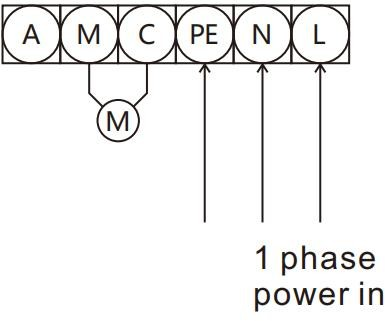 A M C PE N L
M
1 phase
power in